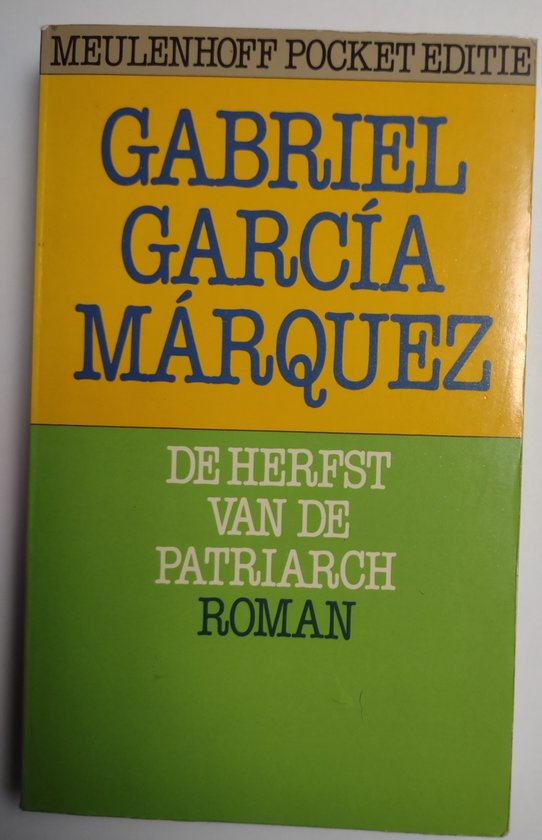 MEULENHOFF POCKET EDITIE
GABRIEL
GARCÍA
MÁRQUEZ
DE HERFST
VAN DE
PATRIARCH
ROMAN